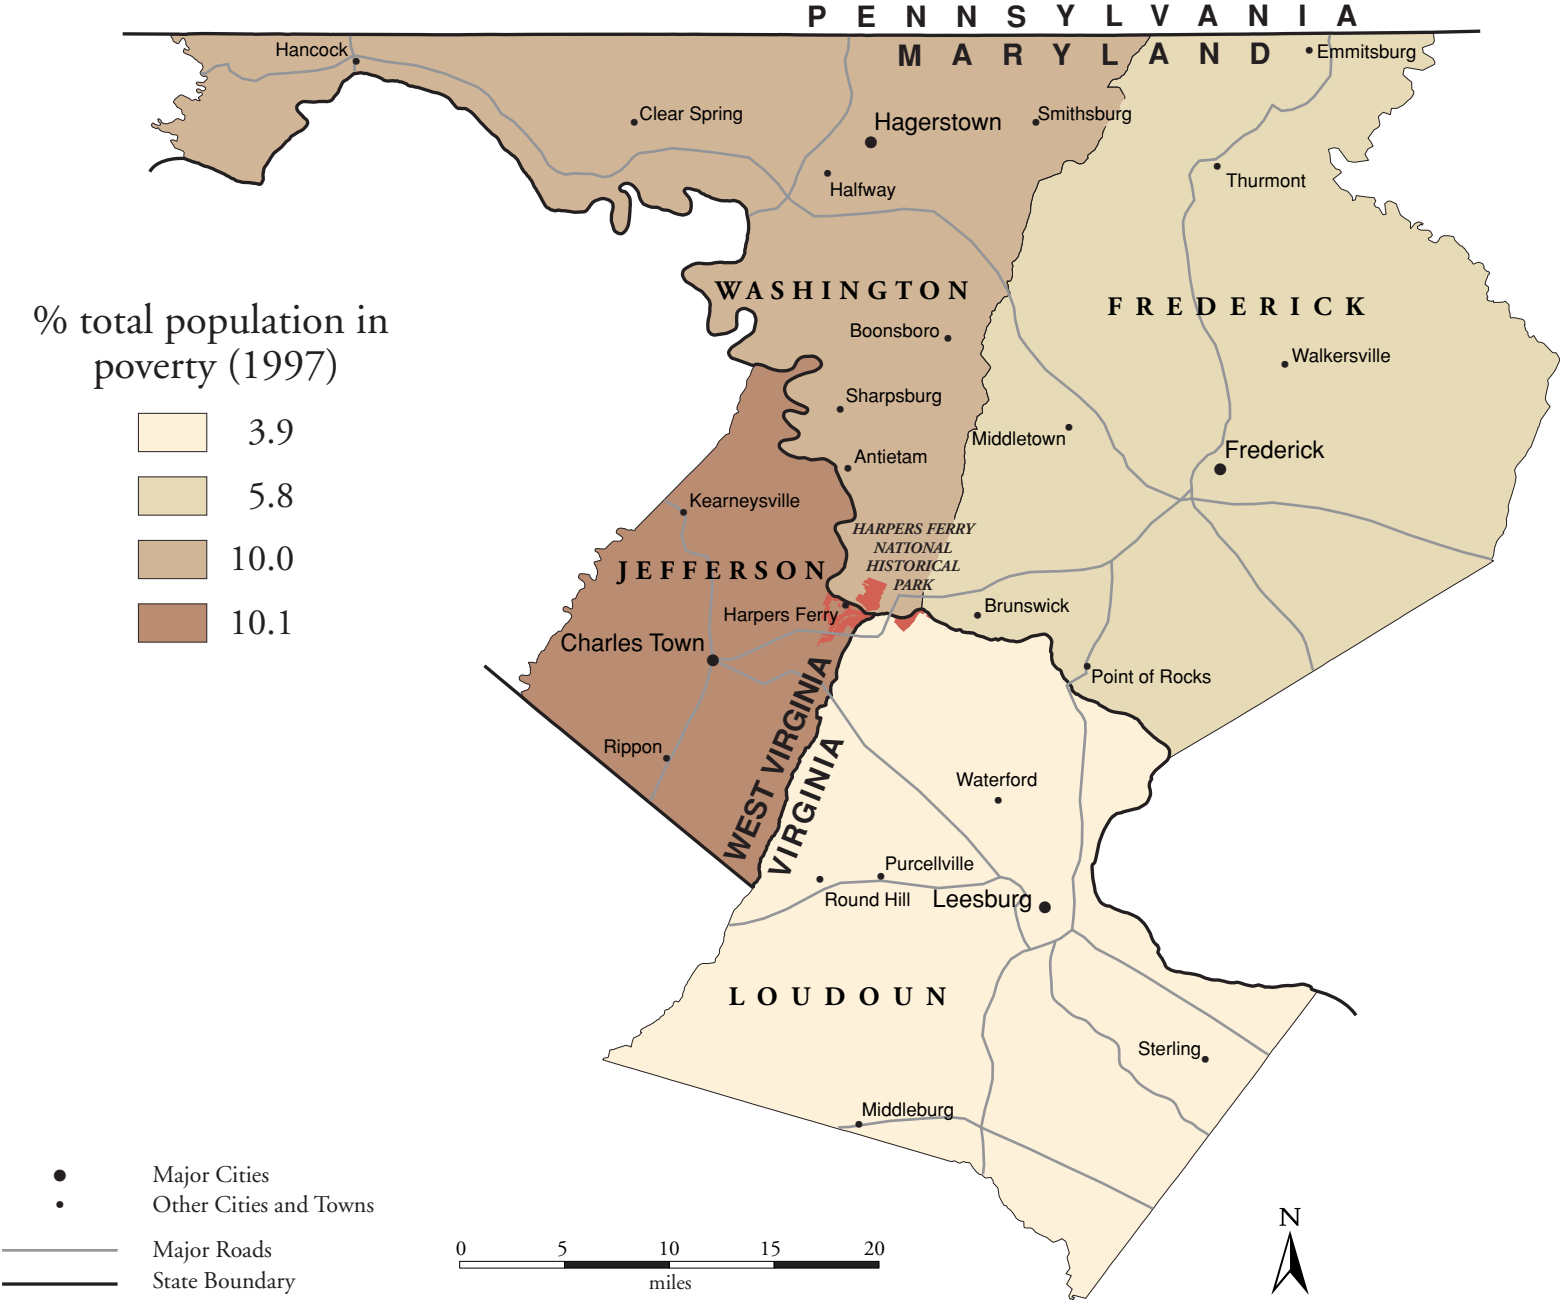 PENNSYLVANIA
MARYLAND
Hancock
Emmitsburg
Clear Spring
Hagerstown
Smithsburg
Halfway
Thurmont
WASHINGTON
FREDERICK
% total population in
poverty (1997)
3.9
5.8
10.0
10.1
Boonsboro
Walkersville
Sharpsburg
Middletown
Frederick
Antietam
Kearneysville
HARPERS FERRY
NATIONAL
HISTORICAL
PARK
JEFFERSON
Harpers Ferry
Brunswick
Charles Town
Point of Rocks
WEST VIRGINIA
VIRGINIA
Rippon
Waterford
Purcellville
Round Hill
Leesburg
LOUDOUN
Sterling
Middleburg
Major Cities
Other Cities and Towns
Major Roads
State Boundary
0 5 10 15 20
miles
N